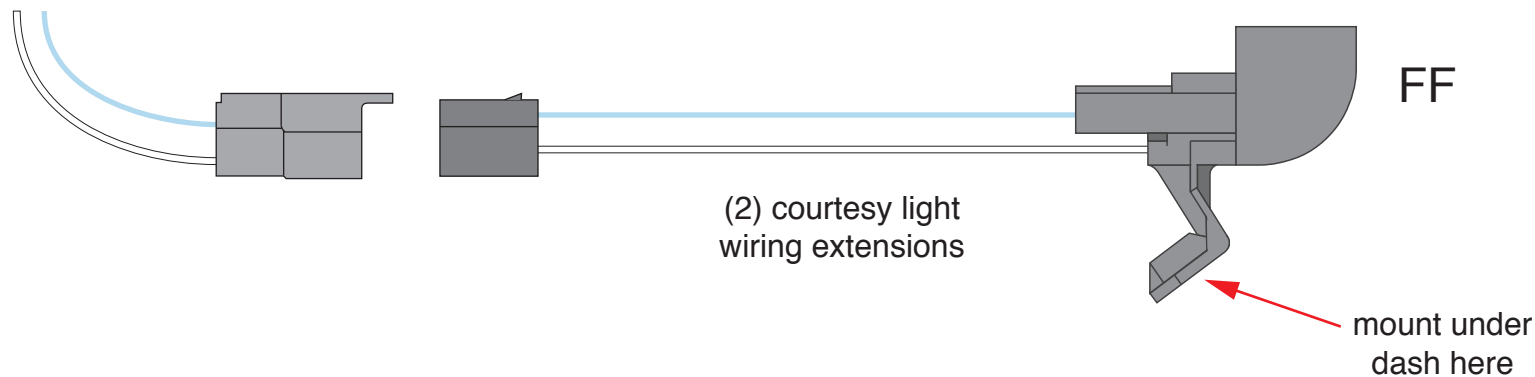 FF
(2) courtesy light
wiring extensions
mount under
dash here